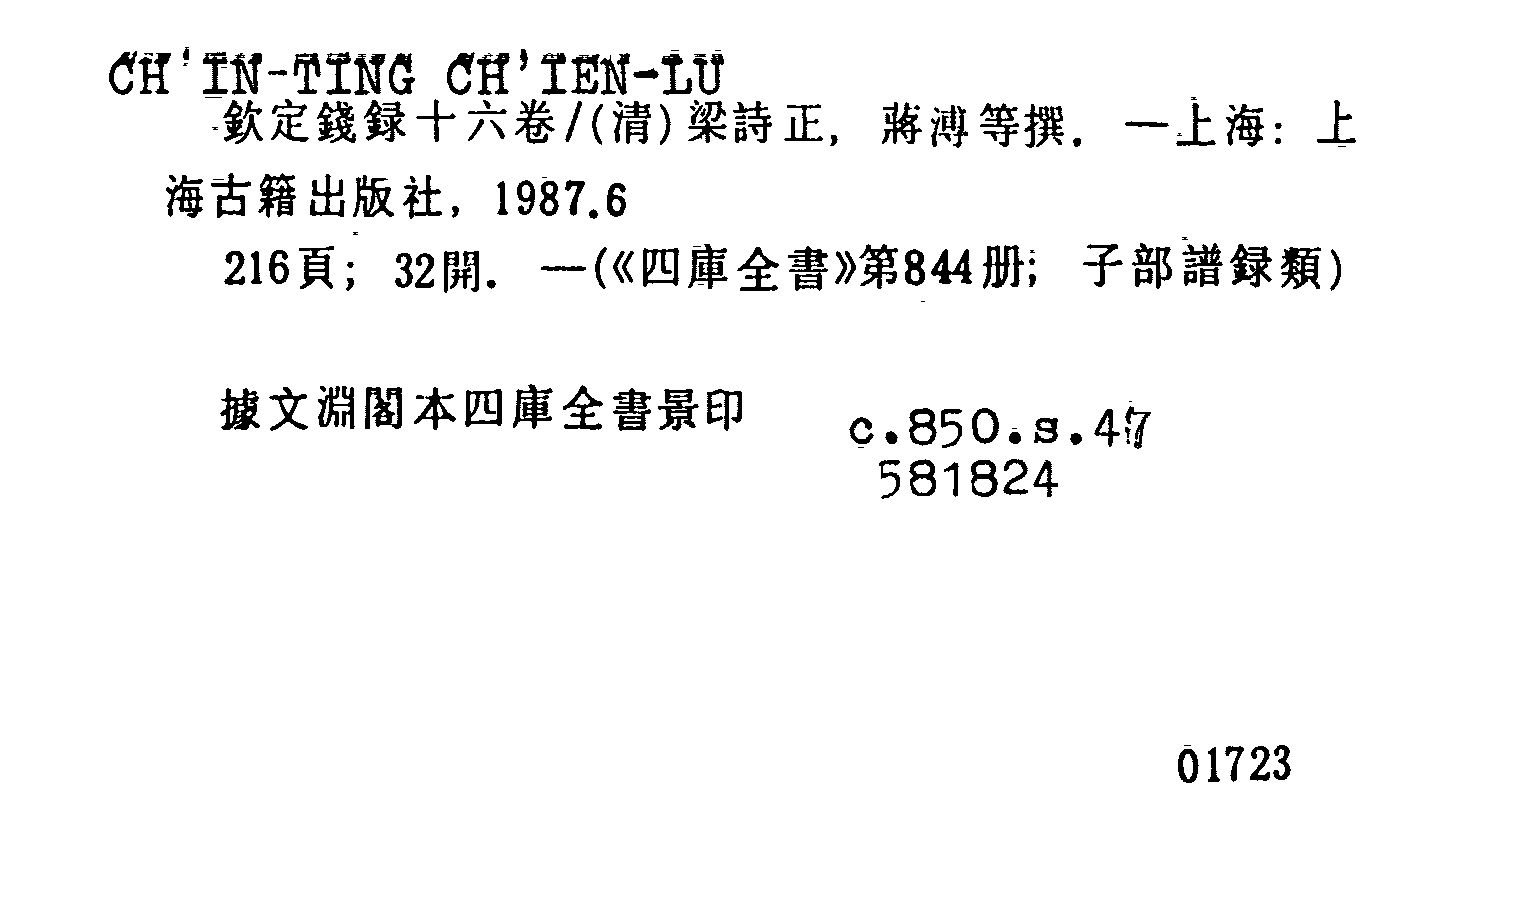 CH'IN-TING CH'IEN-LU
欽定錢録十六卷/(清)梁詩正, 蔣溥等撰. —上海: 上
海古籍出版社, 1987.6
216頁; 32開. —(《四庫全書》第844册; 子部譜録類)
據文淵閣本四庫全書景印
c.850.s.47
581824
01723